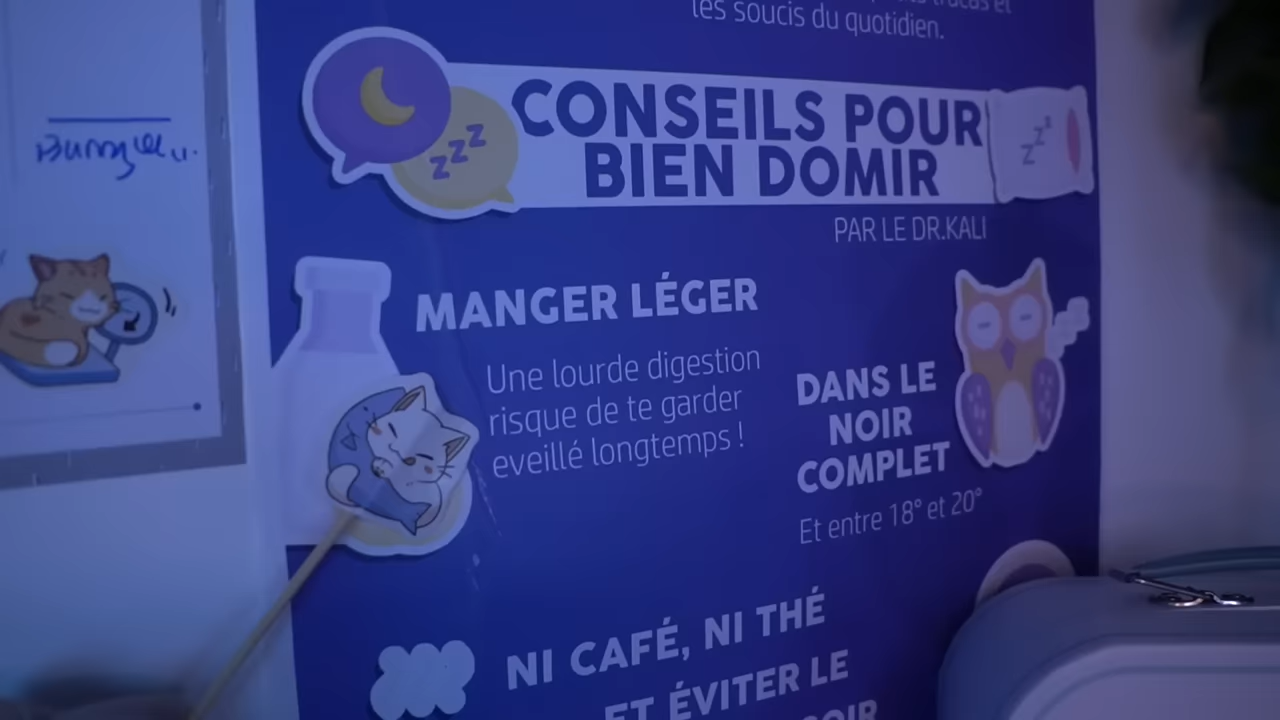 les soucis du quotidien.
CONSEILS POUR
BIEN DOMIR
PAR LE DR.KALI
MANGER LÉGER
Une lourde digestion
risque de te garder
eveillé longtemps !
DANS LE
NOIR
COMPLET
Et entre 18° et 20°
NI CAFÉ, NI THÉ
ET ÉVITER LE
zzz
zzz